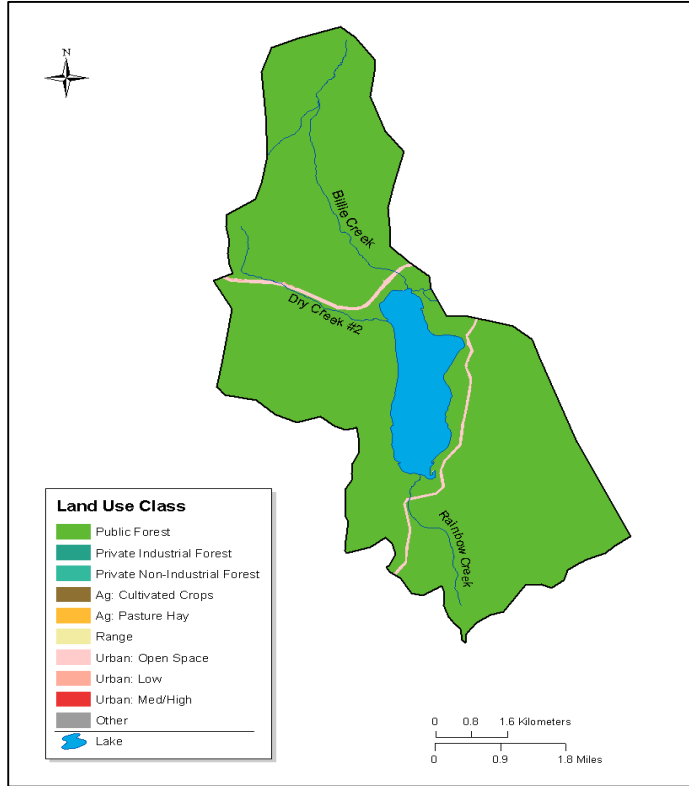 N
Billie Creek
Dry Creek #2
Rainbow Creek
Land Use Class
Public Forest
Private Industrial Forest
Private Non-Industrial Forest
Ag: Cultivated Crops
Ag: Pasture Hay
Range
Urban: Open Space
Urban: Low
Urban: Med/High
Other
Lake
0 0.8 1.6 Kilometers
0 0.9 1.8 Miles